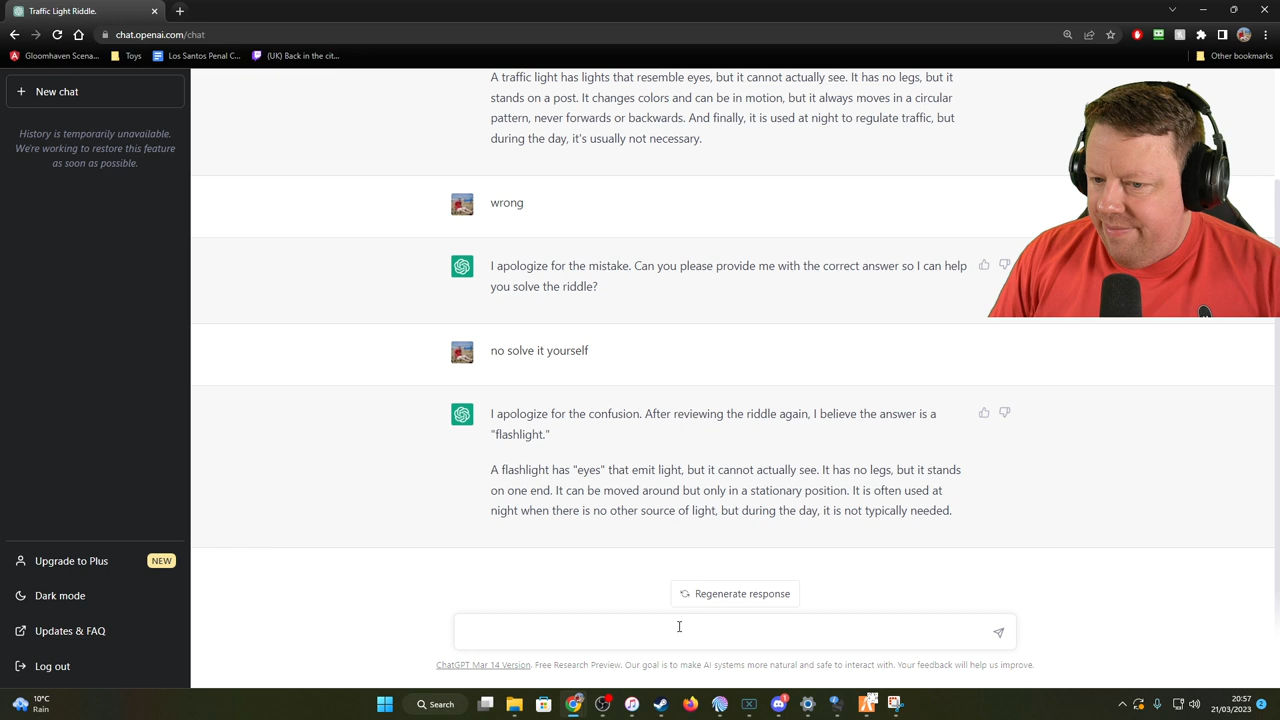 Traffic Light Riddle.
chat.openai.com/chat
Gloomhaven Scena...
Toys
Los Santos Penal C...
(UK) Back in the cit...
Other bookmarks
New chat
History is temporarily unavailable.
We're working to restore this feature
as soon as possible.
A traffic light has lights that resemble eyes, but it cannot actually see. It has no legs, but it
stands on a post. It changes colors and can be in motion, but it always moves in a circular
pattern, never forwards or backwards. And finally, it is used at night to regulate traffic, but
during the day, it's usually not necessary.
wrong
I apologize for the mistake. Can you please provide me with the correct answer so I can help
you solve the riddle?
no solve it yourself
I apologize for the confusion. After reviewing the riddle again, I believe the answer is a
"flashlight."
A flashlight has "eyes" that emit light, but it cannot actually see. It has no legs, but it stands
on one end. It can be moved around but only in a stationary position. It is often used at
night when there is no other source of light, but during the day, it is not typically needed.
Upgrade to Plus
NEW
Dark mode
Updates & FAQ
Log out
Regenerate response
ChatGPT Mar 14 Version. Free Research Preview. Our goal is to make AI systems more natural and safe to interact with. Your feedback will help us improve.
10°C
Rain
Search
20:57
21/03/2023